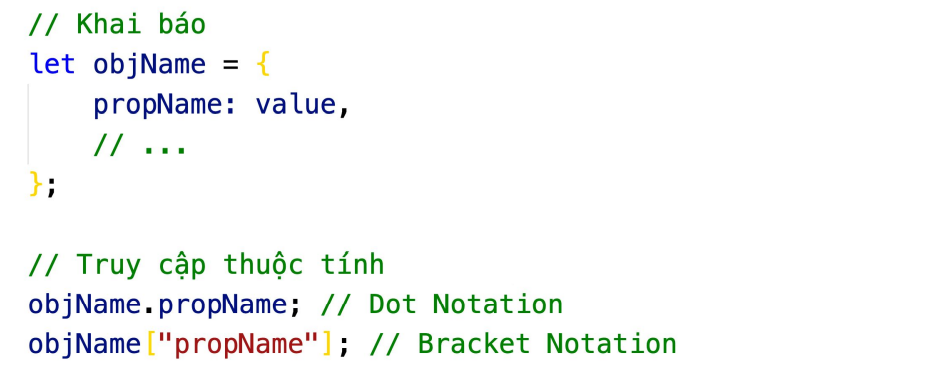 // Khai báo
let objName = {
    propName: value,
    // ...
};
// Truy cập thuộc tính
objName.propName; // Dot Notation
objName["propName"]; // Bracket Notation